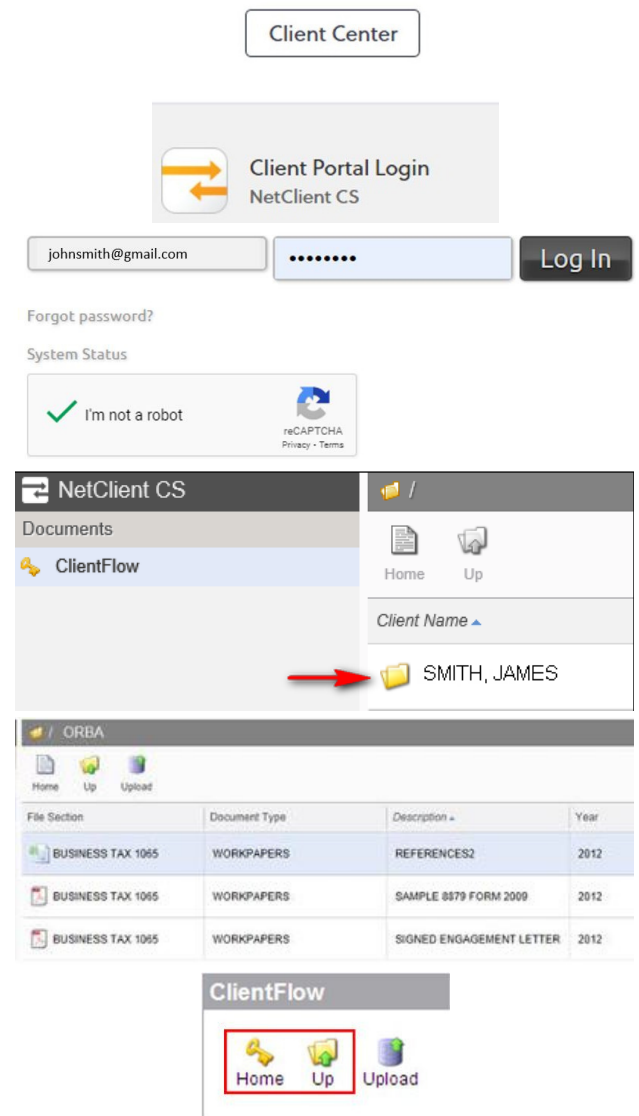 Client Center
Client Portal Login
NetClient CS
johnsmith@gmail.com
••••••••
Log In
Forgot password?
System Status
I'm not a robot
reCAPTCHA
Privacy - Terms
NetClient CS
/
Documents
ClientFlow
Home Up
Client Name
SMITH, JAMES
/ ORBA
Home Up Upload
File Section Document Type Description Year
BUSINESS TAX 1065 WORKPAPERS REFERENCES2 2012
BUSINESS TAX 1065 WORKPAPERS SAMPLE 8879 FORM 2009 2012
BUSINESS TAX 1065 WORKPAPERS SIGNED ENGAGEMENT LETTER 2012
ClientFlow
Home Up Upload